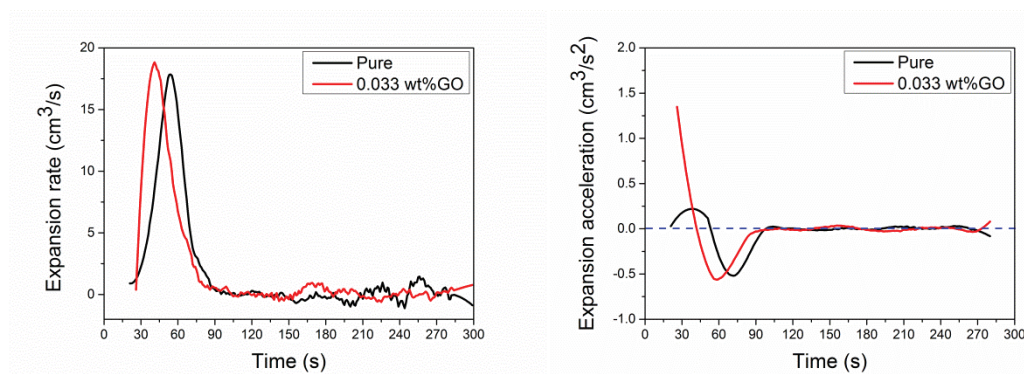 Expansion rate (cm³/s)
20
15
10
5
0
Pure
0.033 wt%GO
0 30 60 90 120 150 180 210 240 270 300
Time (s)
Expansion acceleration (cm³/s²)
2.0
1.5
1.0
0.5
0.0
-0.5
-1.0
Pure
0.033 wt%GO
0 30 60 90 120 150 180 210 240 270 300
Time (s)